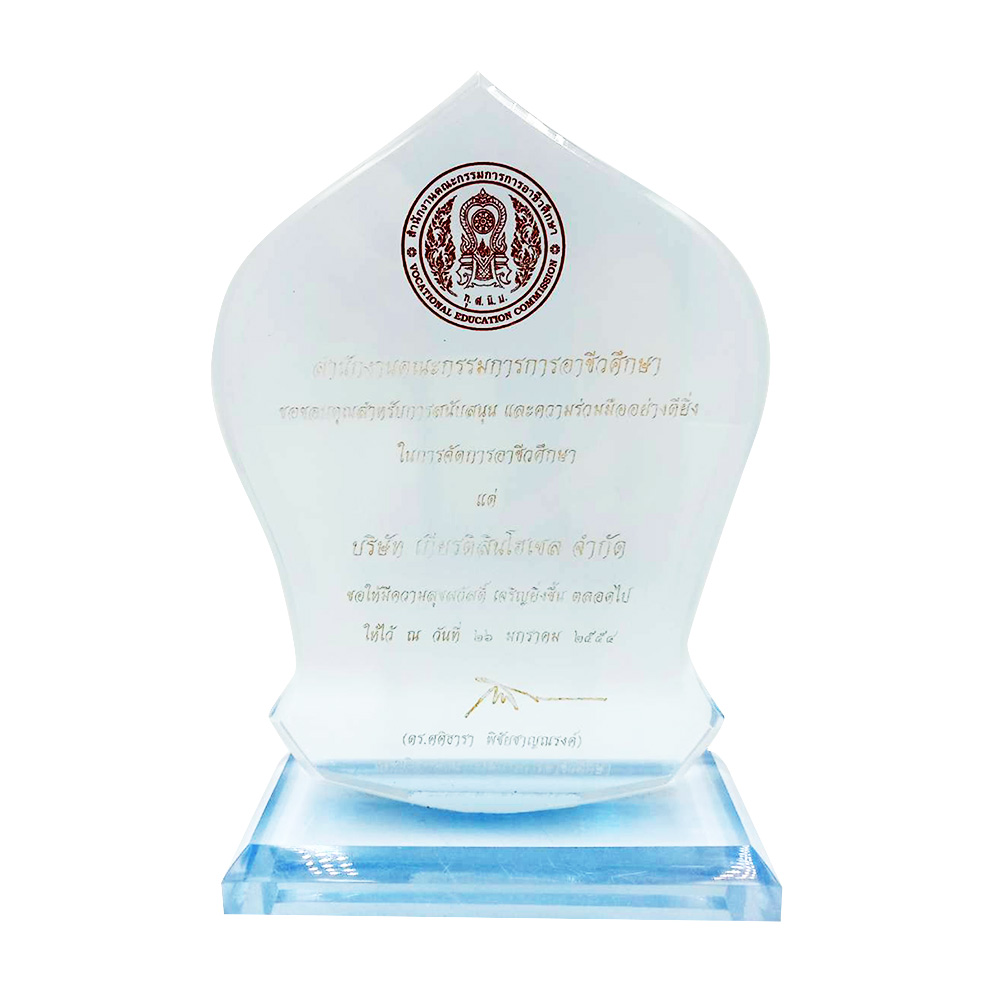 สำนักงานคณะกรรมการการอาชีวศึกษา
ทุ.ส.นิ.ม.
VOCATIONAL EDUCATION COMMISSION
สำนักงานคณะกรรมการการอาชีวศึกษา
ขอขอบคุณสำหรับการสนับสนุน และความร่วมมืออย่างดียิ่ง
ในการจัดการอาชีวศึกษา
แด่
บริษัท เกียรติสินโฮเซล จำกัด
ขอให้มีความสุขสวัสดิ์ เจริญยิ่งขึ้น ตลอดไป
ให้ไว้ ณ วันที่ ๒๖ มกราคม ๒๕๕๔
(ดร.ศศิธารา พิชัยชาญณรงค์)